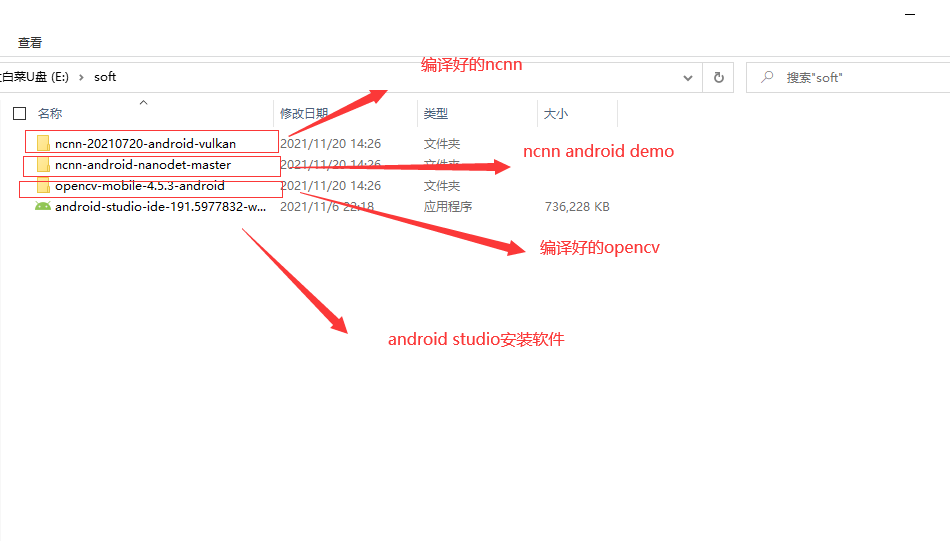 查看
白菜U盘 (E:) › soft
搜索"soft"
编译好的ncnn
名称 修改日期 类型 大小
ncnn-20210720-android-vulkan 2021/11/20 14:26 文件夹
ncnn-android-nanodet-master 2021/11/20 14:26 文件夹
ncnn android demo
opencv-mobile-4.5.3-android 2021/11/20 14:26 文件夹
android-studio-ide-191.5977832-w... 2021/11/6 22:18 应用程序 736,228 KB
编译好的opencv
android studio安装软件